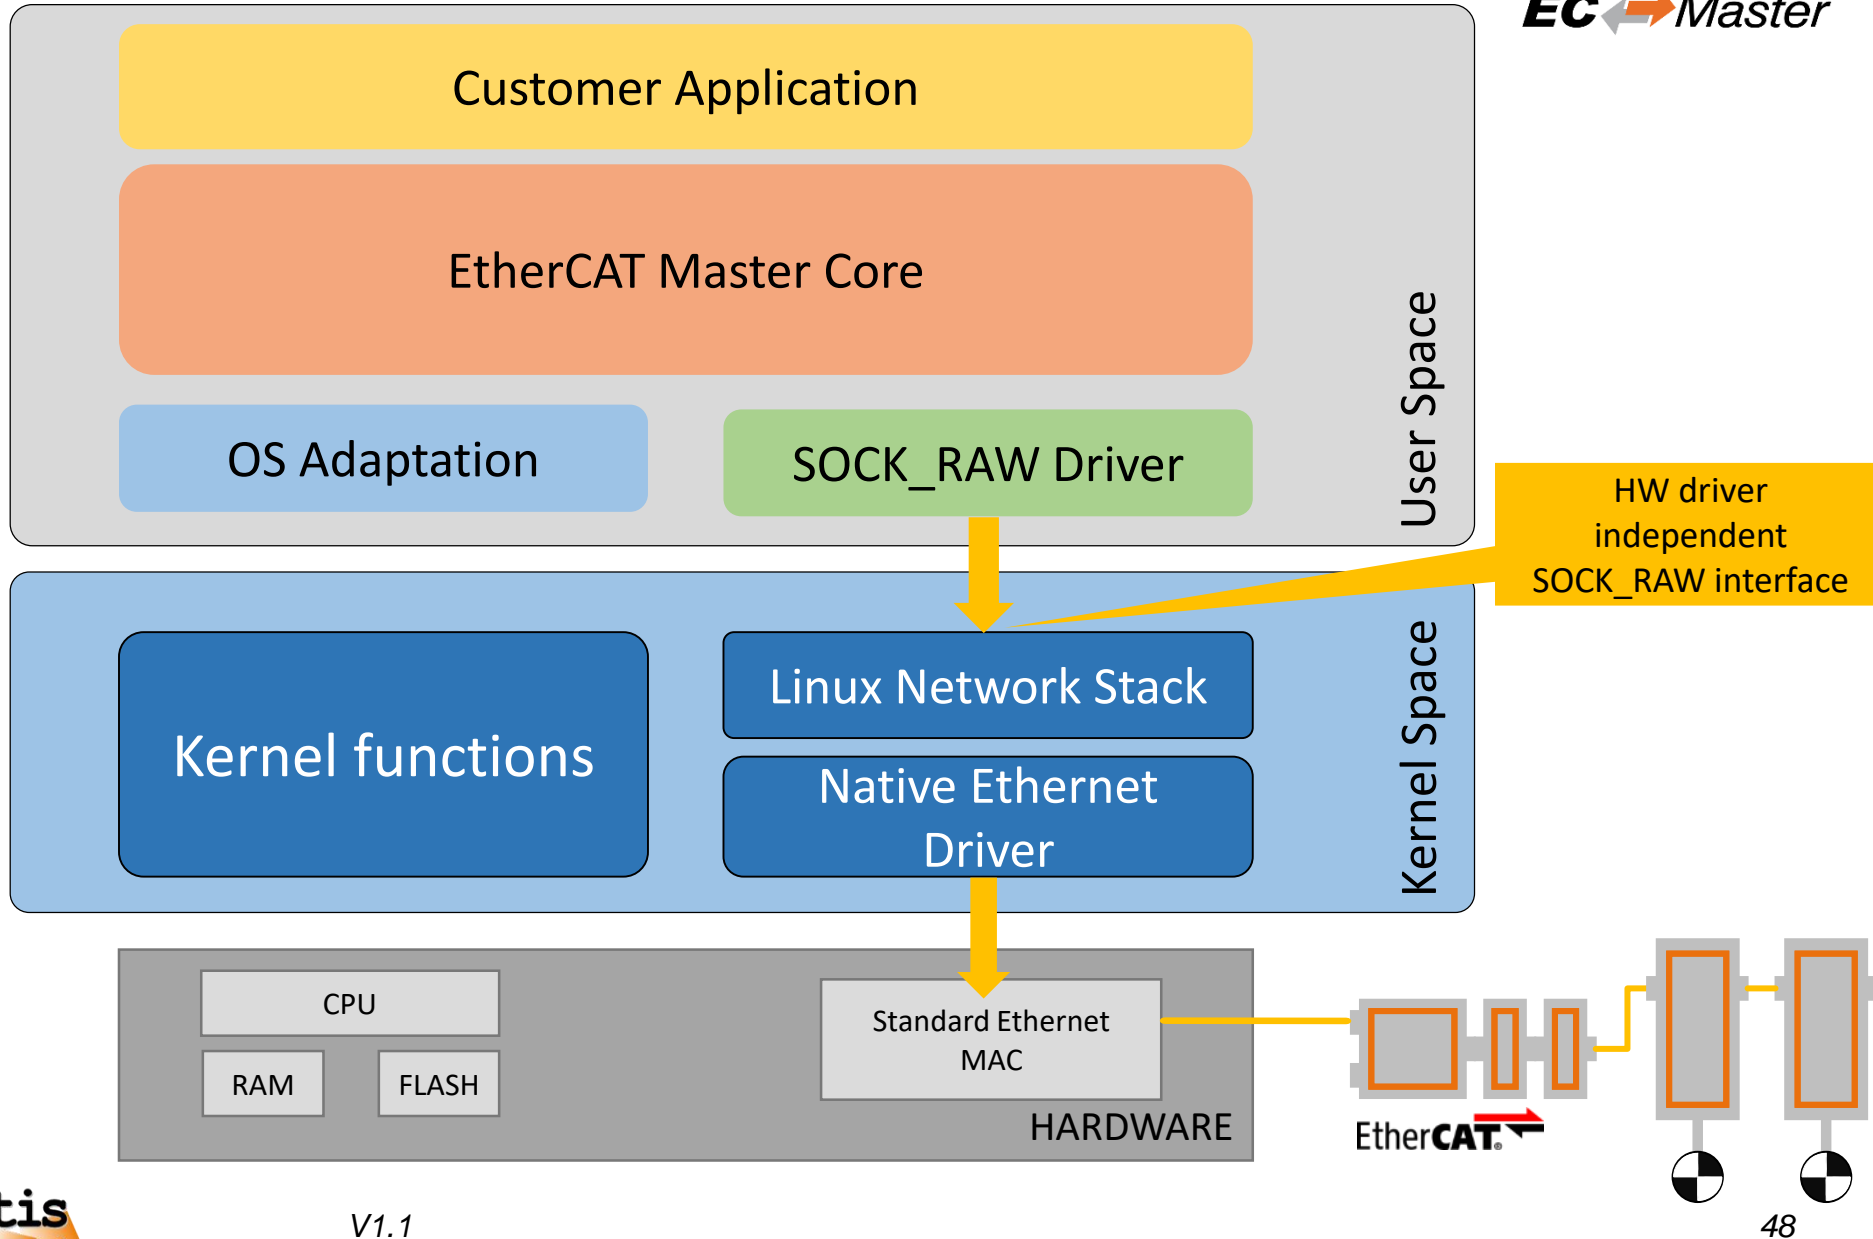 EC Master
Customer Application
EtherCAT Master Core
OS Adaptation
SOCK_RAW Driver
User Space
HW driver
independent
SOCK_RAW interface
Kernel functions
Linux Network Stack
Native Ethernet
Driver
Kernel Space
CPU
RAM
FLASH
Standard Ethernet
MAC
HARDWARE
EtherCAT®
tis
V1.1
48